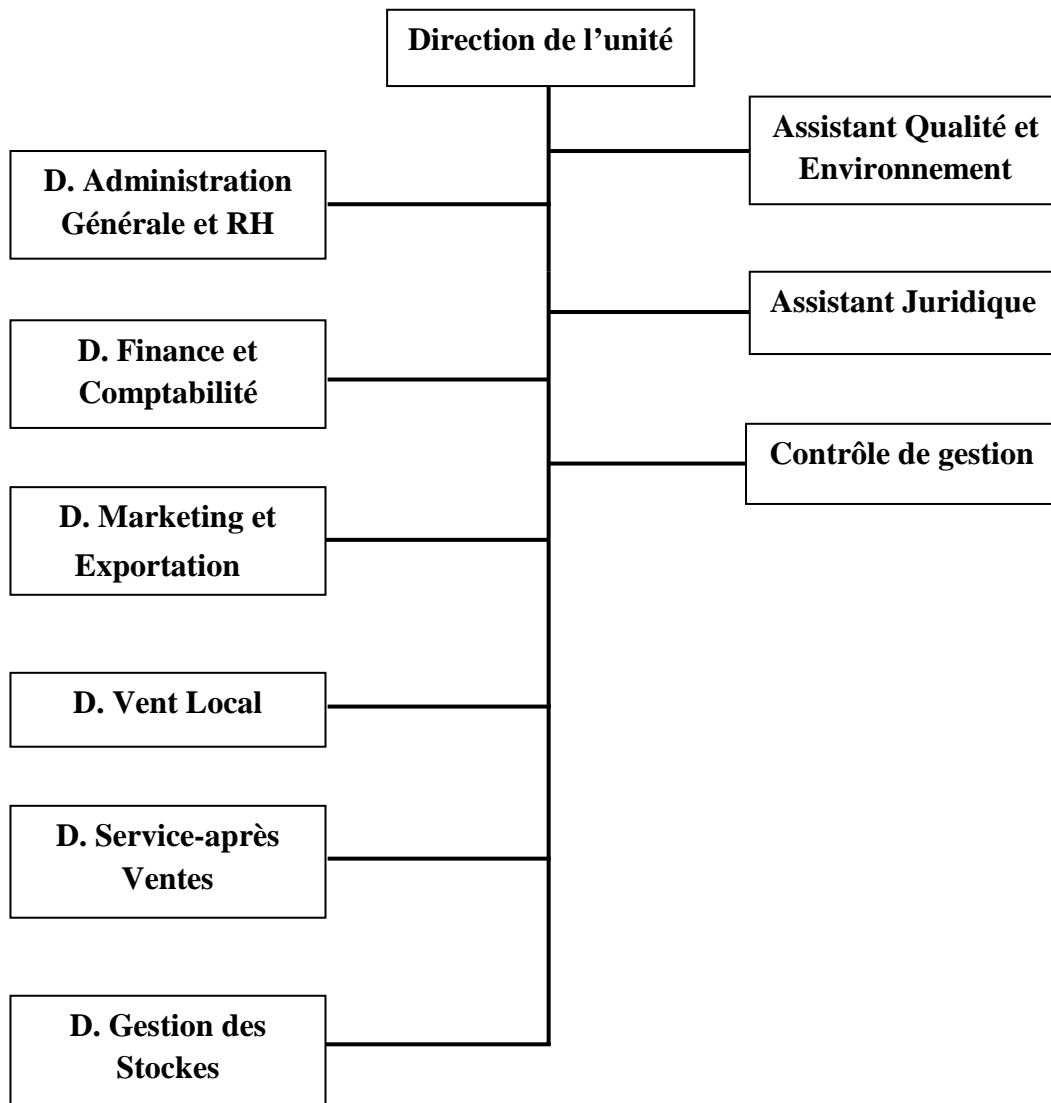 Direction de l’unité
Assistant Qualité et
Environnement
D. Administration
Générale et RH
Assistant Juridique
D. Finance et
Comptabilité
Contrôle de gestion
D. Marketing et
Exportation
D. Vent Local
D. Service-après
Ventes
D. Gestion des
Stockes